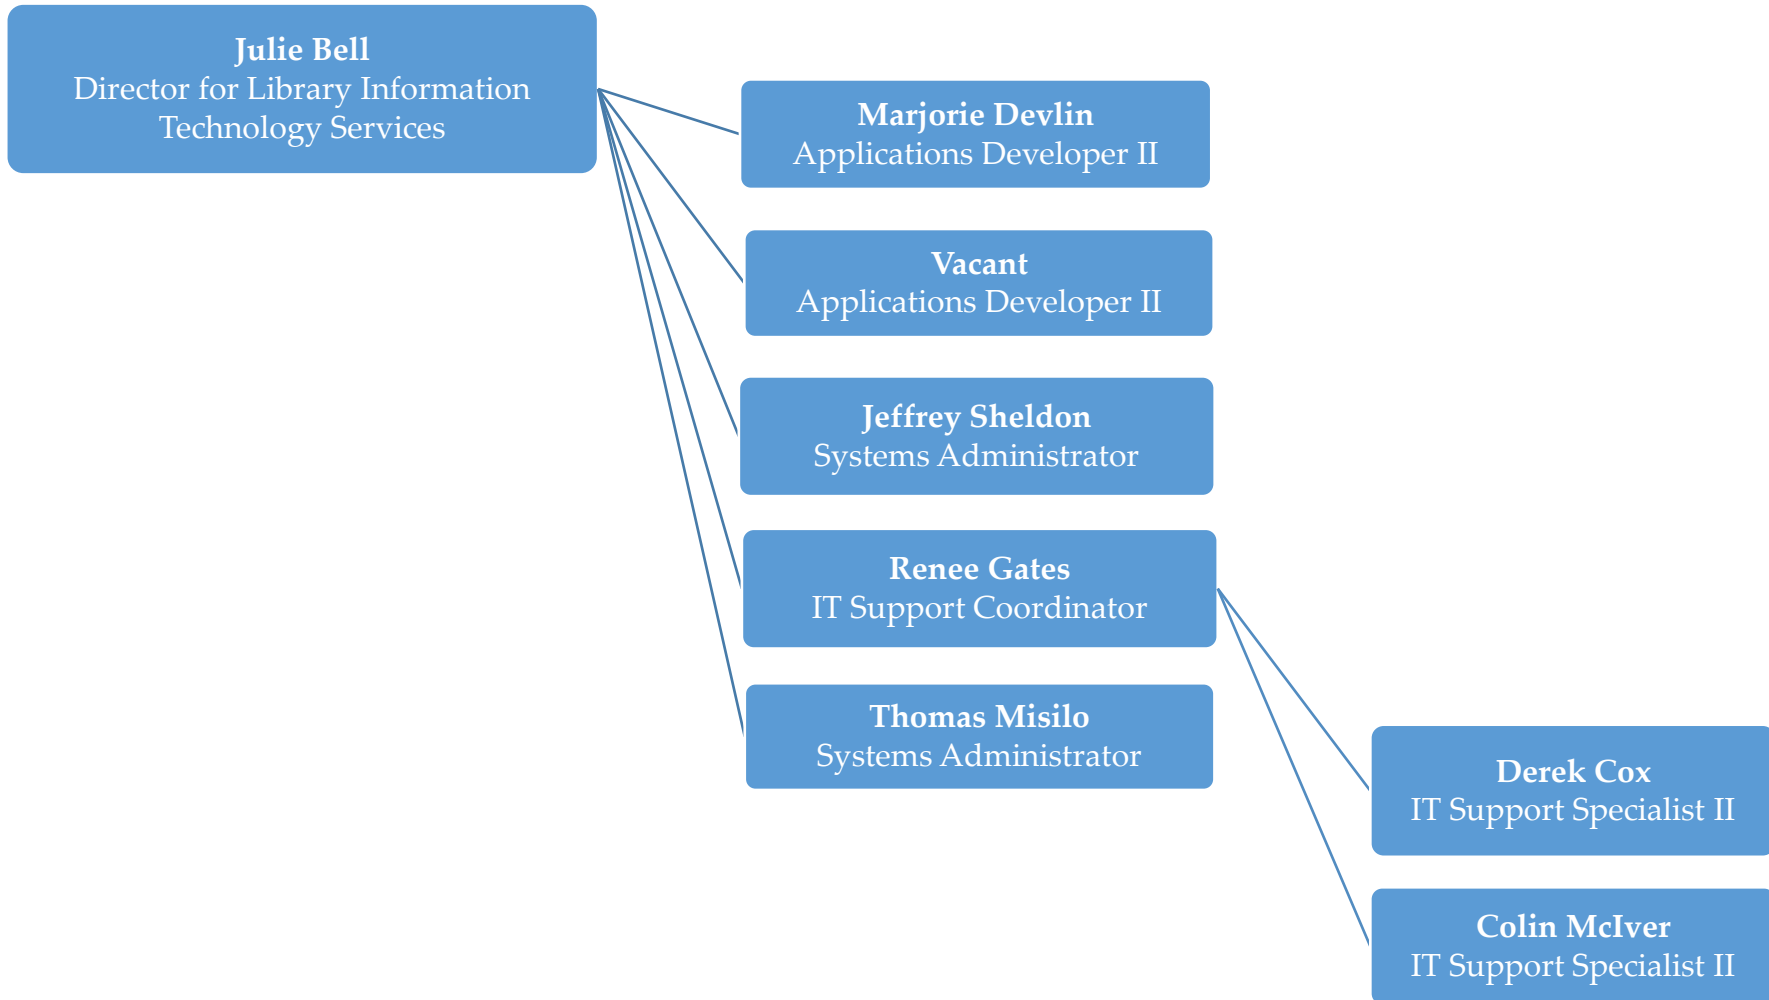 Julie Bell
Director for Library Information
Technology Services
Marjorie Devlin
Applications Developer II
Vacant
Applications Developer II
Jeffrey Sheldon
Systems Administrator
Renee Gates
IT Support Coordinator
Thomas Misilo
Systems Administrator
Derek Cox
IT Support Specialist II
Colin McIver
IT Support Specialist II